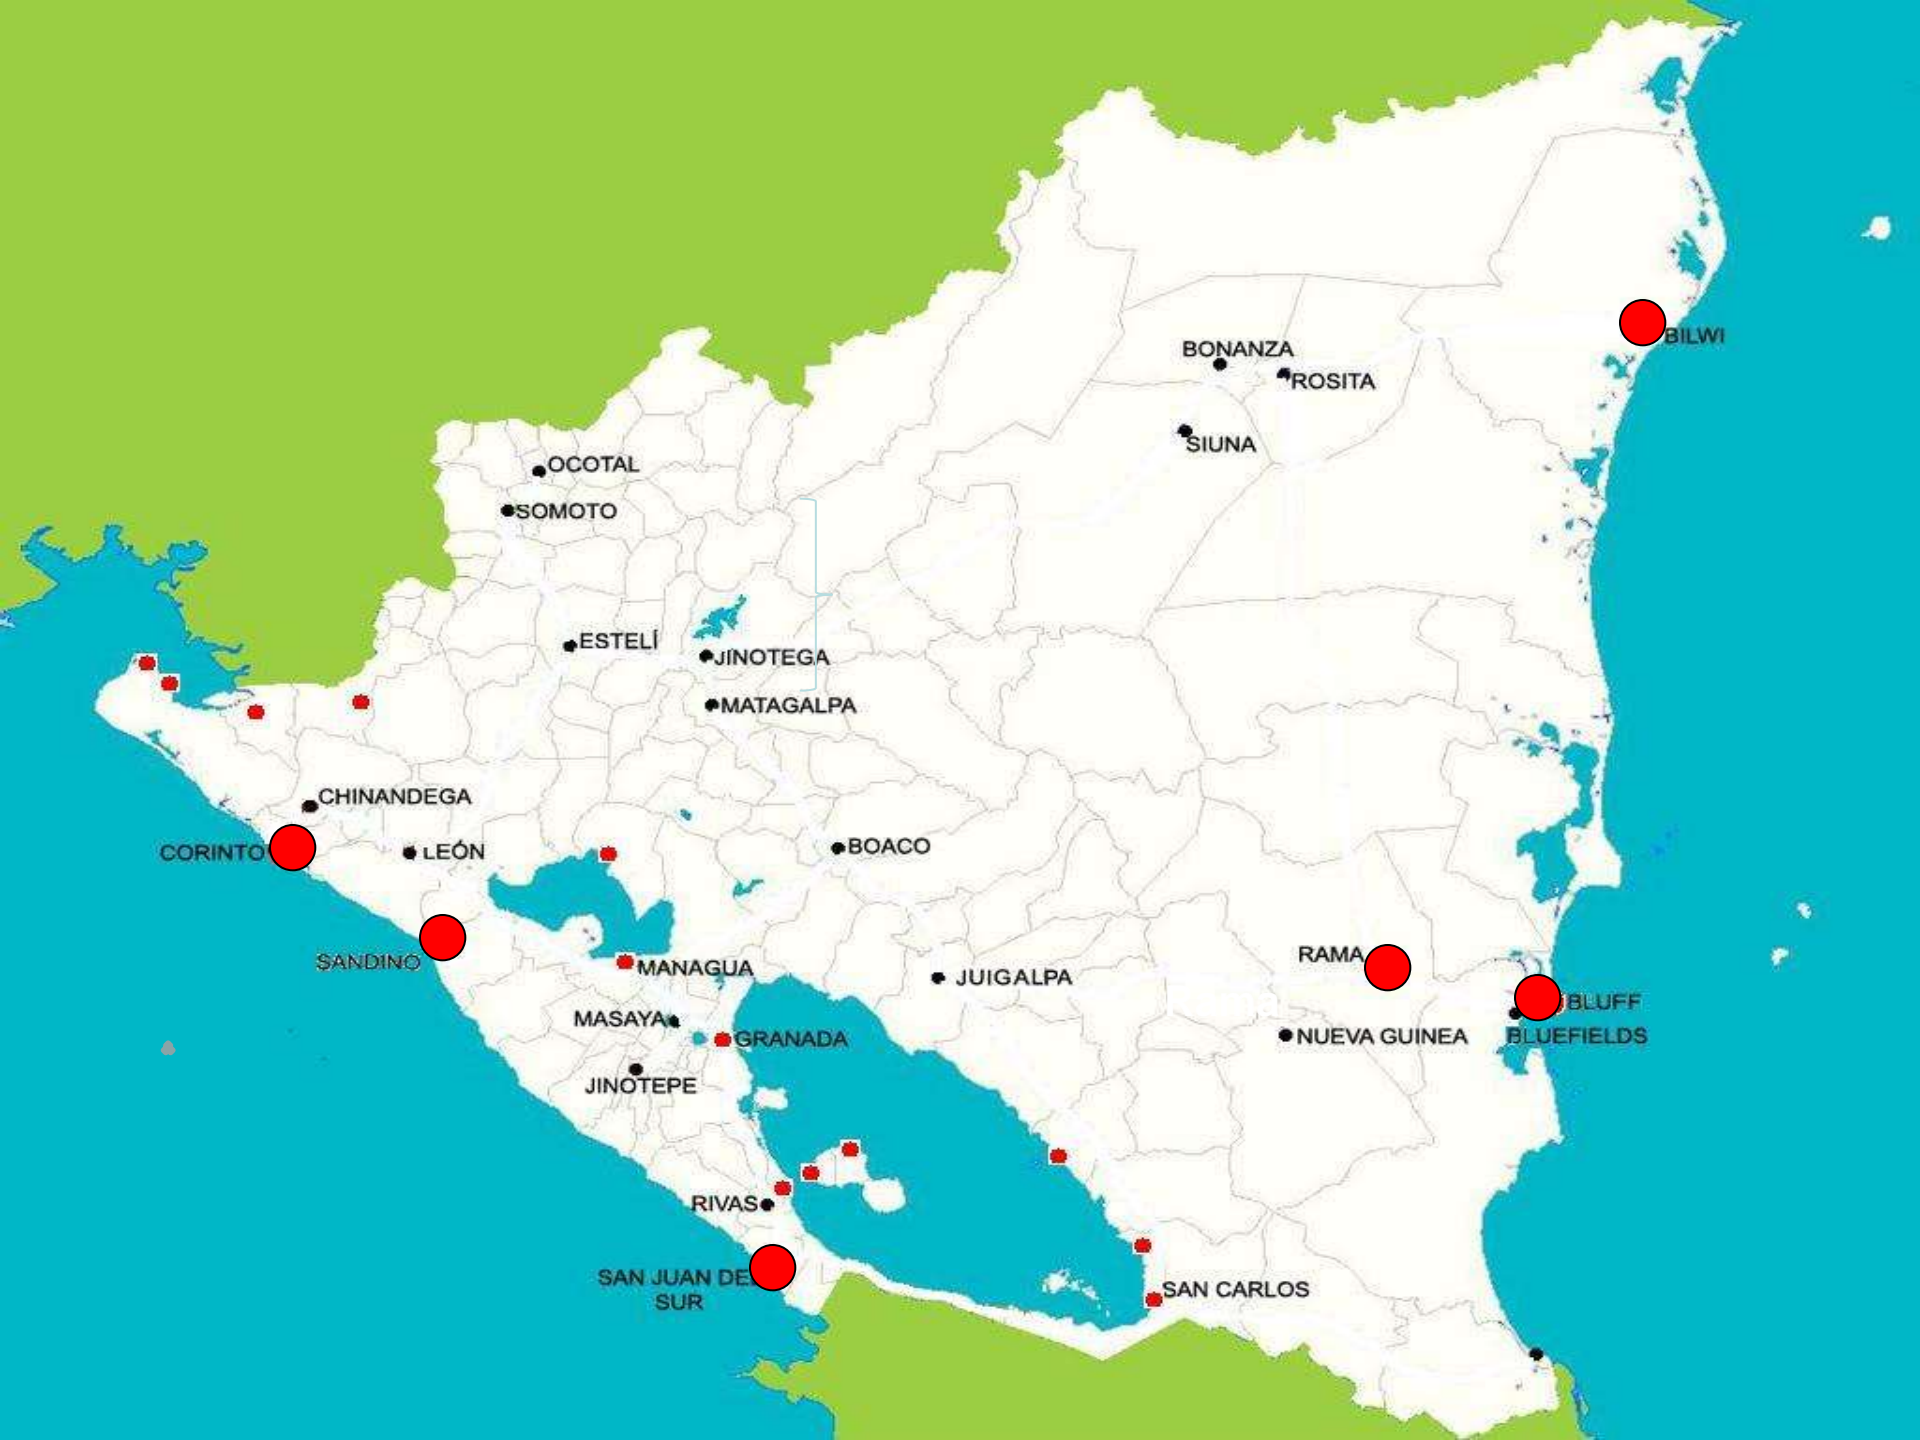 BILWI
BONANZA
ROSITA
SIUNA
OCOTAL
SOMOTO
ESTELÍ
JINOTEGA
MATAGALPA
CHINANDEGA
CORINTO
LEÓN
BOACO
SANDINO
MANAGUA
JUIGALPA
RAMA
BLUFF
MASAYA
GRANADA
NUEVA GUINEA
BLUEFIELDS
JINOTEPE
RIVAS
SAN JUAN DEL
SUR
SAN CARLOS